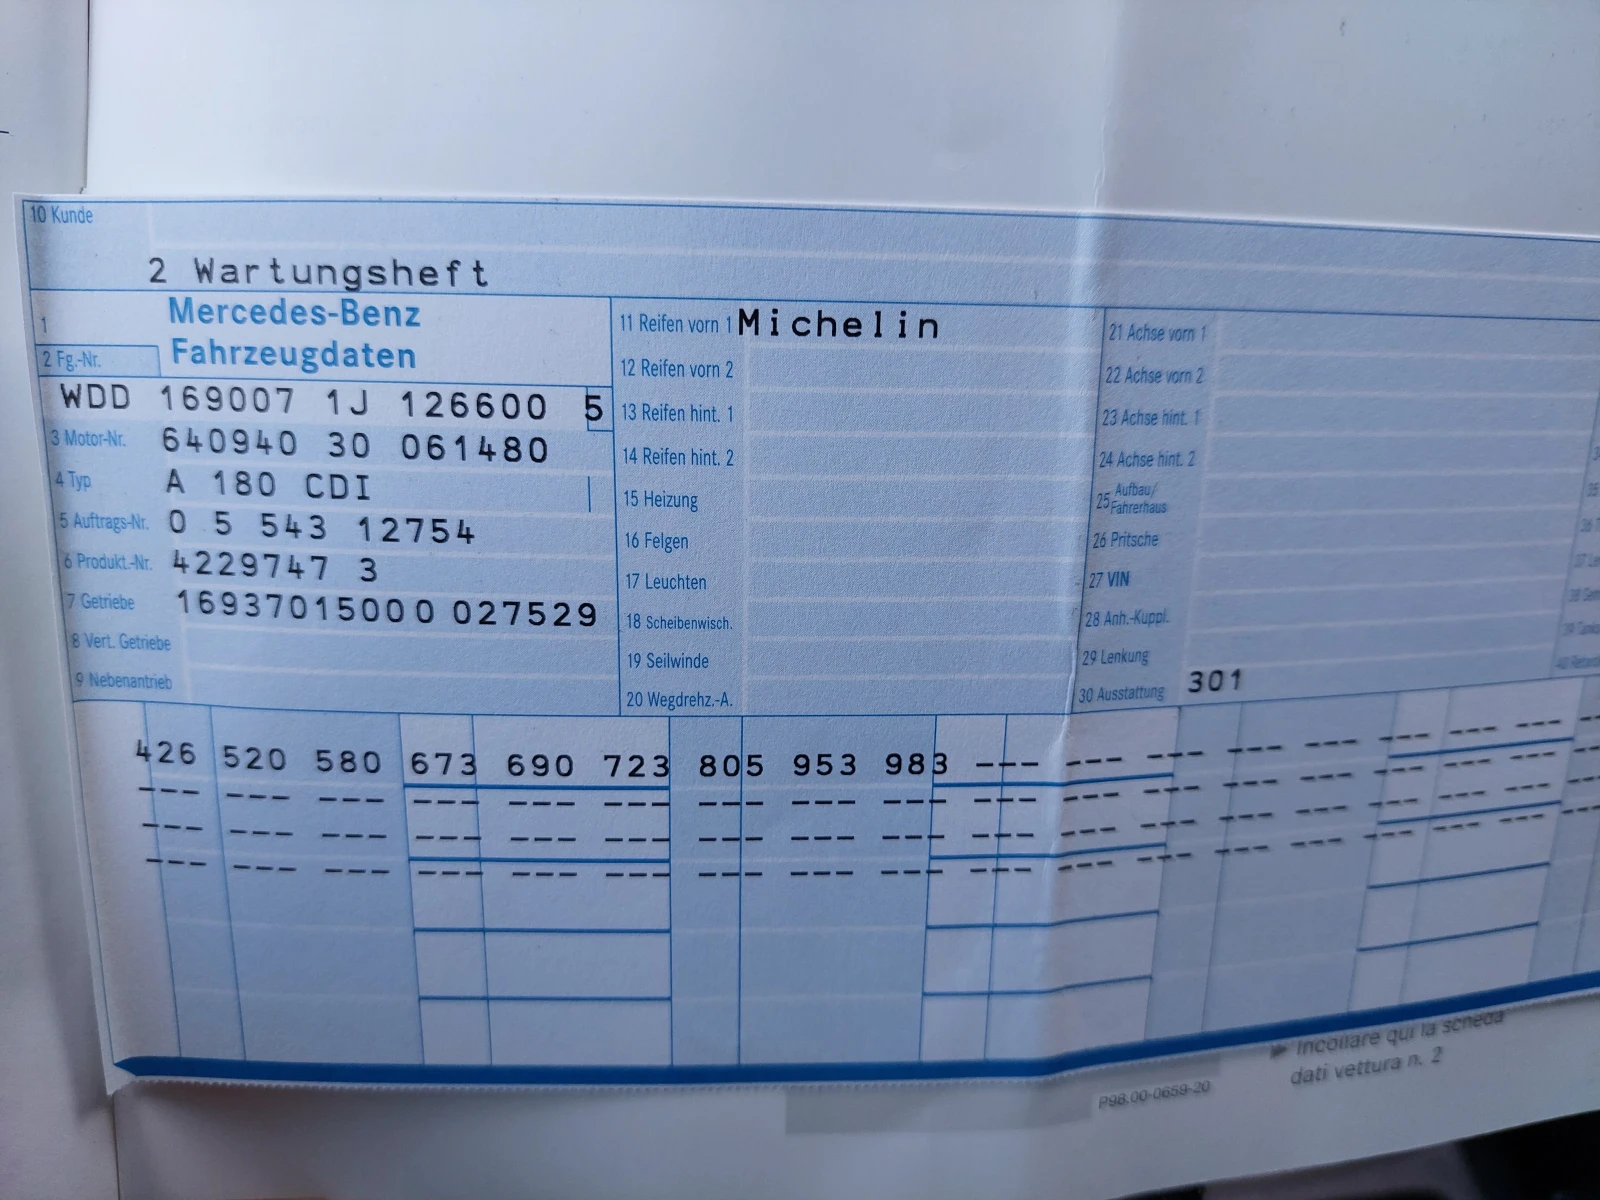 10 Kunde
2 Wartungsheft
1
Mercedes-Benz
Fahrzeugdaten
2 Fg.-Nr.
WDD 169007 1J 126600 5
3 Motor-Nr. 640940 30 061480
4 Typ A 180 CDI
5 Auftrags-Nr. 0 5 543 12754
6 Produkt.-Nr. 4229747 3
7 Getriebe 16937015000 027529
8 Vert. Getriebe
9 Nebenantrieb
11 Reifen vorn 1 Michelin
12 Reifen vorn 2
13 Reifen hint. 1
14 Reifen hint. 2
15 Heizung
16 Felgen
17 Leuchten
18 Scheibenwisch.
19 Seilwinde
20 Wegdrehz.-A.
21 Achse vorn 1
22 Achse vorn 2
23 Achse hint. 1
24 Achse hint. 2
25 Aufbau/
Fahrerhaus
26 Pritsche
27 VIN
28 Anh.-Kuppl.
29 Lenkung
30 Ausstattung 301
426 520 580 673 690 723 805 953 983 --- --- --- --- --- --- --- ---
--- --- --- --- --- --- --- --- --- --- --- --- --- --- --- --- ---
--- --- --- --- --- --- --- --- --- --- --- --- --- --- --- --- ---
--- --- --- --- --- --- --- --- --- --- --- --- --- --- --- --- ---
Incollare qui la scheda
dati vettura n. 2
P98.00-0659-20